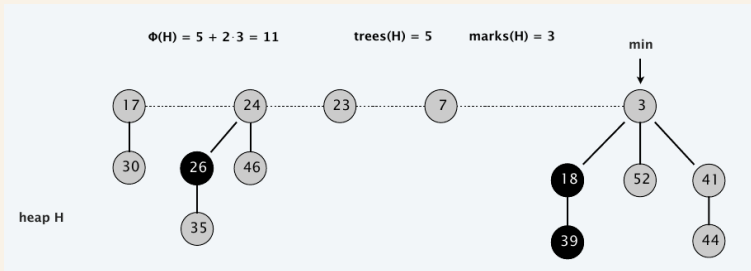 Φ(H) = 5 + 2·3 = 11 trees(H) = 5 marks(H) = 3
min
17 24 23 7 3
30 26 46 18 52 41
heap H 35 39 44